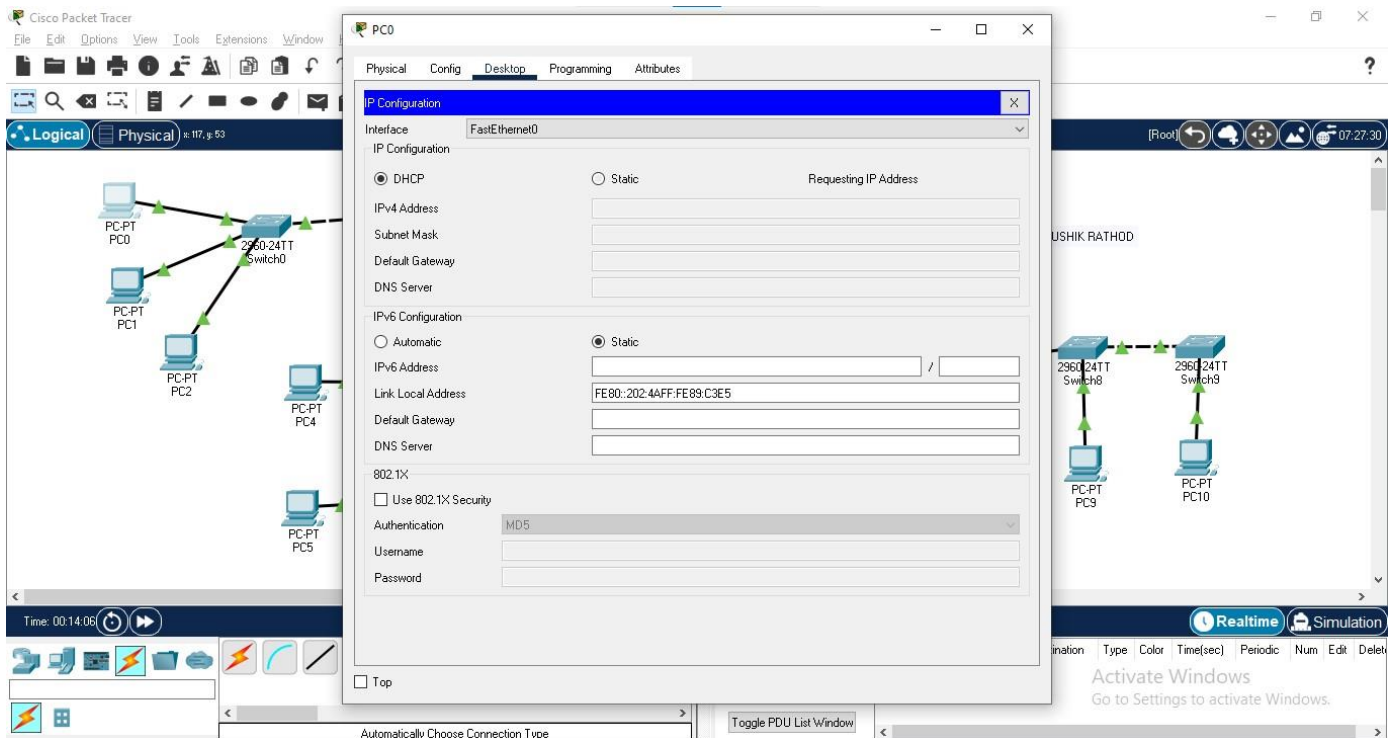 Cisco Packet Tracer
File Edit Options View Tools Extensions Window
Logical Physical x: 117, y: 53
[Root] 07:27:30
PC0
Physical Config Desktop Programming Attributes
IP Configuration X
Interface FastEthernet0
IP Configuration
DHCP Static Requesting IP Address
IPv4 Address
Subnet Mask
Default Gateway
DNS Server
IPv6 Configuration
Automatic Static
IPv6 Address /
Link Local Address FE80::202:4AFF:FE89:C3E5
Default Gateway
DNS Server
802.1X
Use 802.1X Security
Authentication MD5
Username
Password
Top
PC-PT
PC0
2960-24TT
Switch0
PC-PT
PC1
PC-PT
PC2
PC-PT
PC4
PC-PT
PC5
USHIK RATHOD
2960-24TT
Switch8
2960-24TT
Switch9
PC-PT
PC9
PC-PT
PC10
Time: 00:14:06
Realtime Simulation
ination Type Color Time(sec) Periodic Num Edit Delet
Activate Windows
Go to Settings to activate Windows.
Toggle PDU List Window
Automatically Choose Connection Type